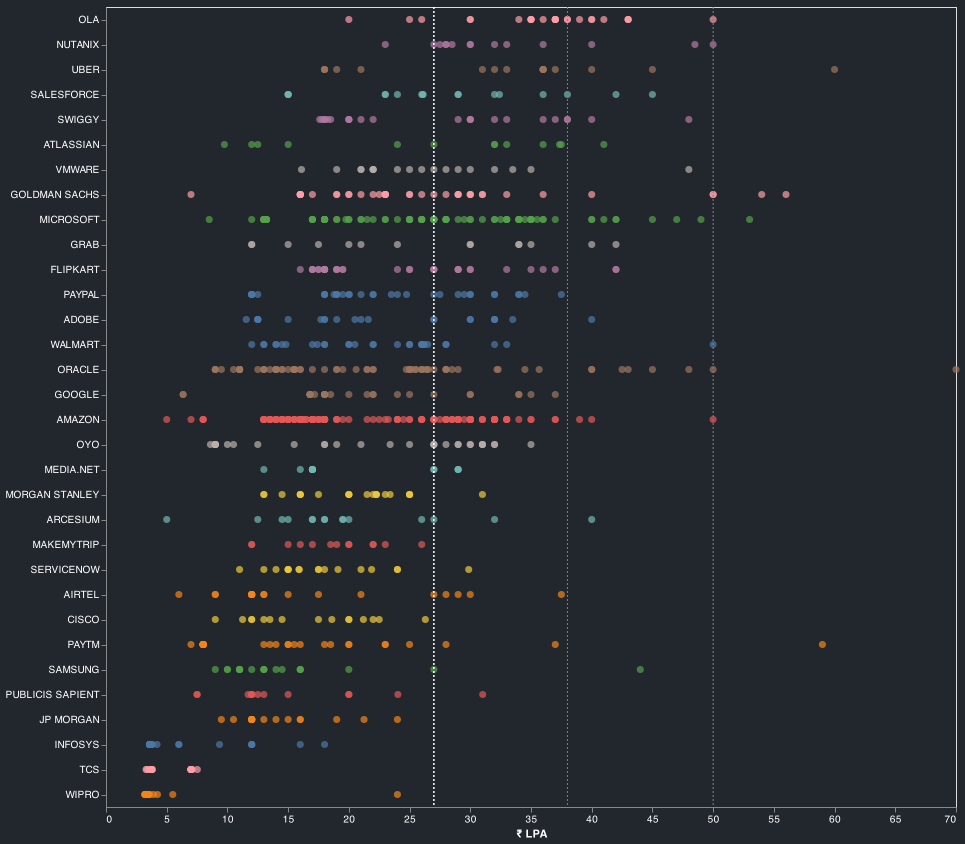 OLA
NUTANIX
UBER
SALESFORCE
SWIGGY
ATLASSIAN
VMWARE
GOLDMAN SACHS
MICROSOFT
GRAB
FLIPKART
PAYPAL
ADOBE
WALMART
ORACLE
GOOGLE
AMAZON
OYO
MEDIA.NET
MORGAN STANLEY
ARCESIUM
MAKEMYTRIP
SERVICENOW
AIRTEL
CISCO
PAYTM
SAMSUNG
PUBLICIS SAPIENT
JP MORGAN
INFOSYS
TCS
WIPRO
0 5 10 15 20 25 30 35 40 45 50 55 60 65 70
₹ LPA